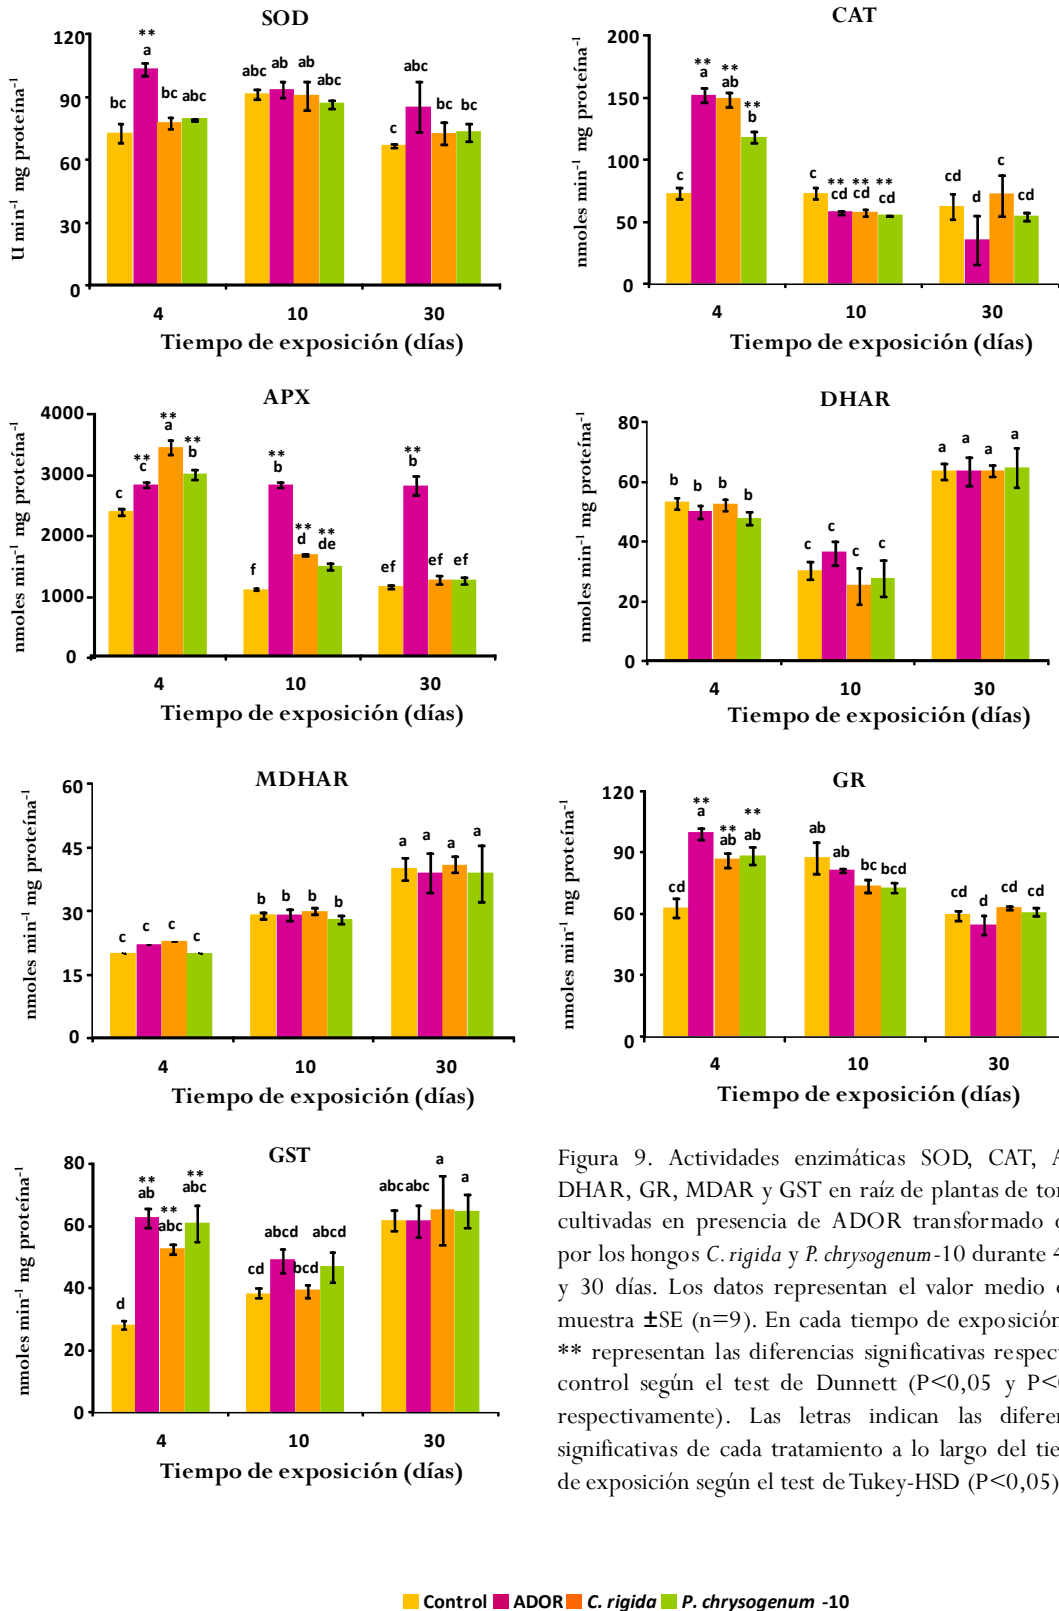 SOD
U min-1 mg proteína-1
120
90
60
30
0
bc
**
a
bc
abc
abc
ab
ab
abc
c
abc
bc
bc
4
10
30
Tiempo de exposición (días)
CAT
nmoles min-1 mg proteína-1
200
150
100
50
0
c
**
a
**
ab
**
b
c
**
cd
**
cd
**
cd
cd
d
c
cd
4
10
30
Tiempo de exposición (días)
APX
nmoles min-1 mg proteína-1
4000
3000
2000
1000
0
c
**
c
**
a
**
b
f
**
b
**
d
**
de
ef
**
b
ef
ef
4
10
30
Tiempo de exposición (días)
DHAR
nmoles min-1 mg proteína-1
80
60
40
20
0
b
b
b
b
c
c
c
c
a
a
a
a
4
10
30
Tiempo de exposición (días)
MDHAR
nmoles min-1 mg proteína-1
60
45
30
15
0
c
c
c
c
b
b
b
b
a
a
a
a
4
10
30
Tiempo de exposición (días)
GR
nmoles min-1 mg proteína-1
120
90
60
30
0
cd
**
a
**
ab
**
ab
ab
ab
bc
bcd
cd
d
cd
cd
4
10
30
Tiempo de exposición (días)
GST
nmoles min-1 mg proteína-1
80
60
40
20
0
d
**
ab
**
abc
**
abc
cd
abcd
bcd
abcd
abc
abc
a
a
4
10
30
Tiempo de exposición (días)
Figura 9. Actividades enzimáticas SOD, CAT,
DHAR, GR, MDAR y GST en raíz de plantas de
cultivadas en presencia de ADOR transformado
por los hongos C. rigida y P. chrysogenum-10 durante
y 30 días. Los datos representan el valor medio
muestra ±SE (n=9). En cada tiempo de exposición
** representan las diferencias significativas
control según el test de Dunnett (P<0,05 y
respectivamente). Las letras indican las
significativas de cada tratamiento a lo largo del
de exposición según el test de Tukey-HSD (P<0,05)
Control ADOR C. rigida P. chrysogenum -10